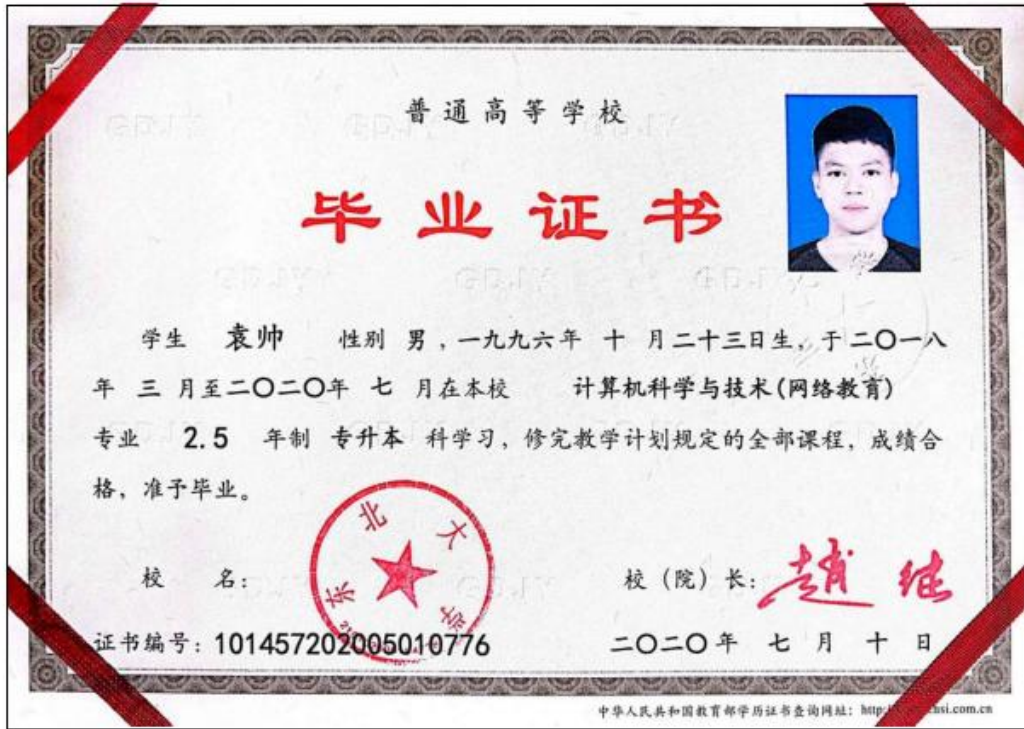 普通高等学校
毕业证书
学生 袁帅 性别 男，一九九六年 十 月二十三日生，于二〇一八
年 三 月至二〇二〇年 七 月在本校 计算机科学与技术(网络教育)
专业 2.5 年制 专升本 科学习，修完教学计划规定的全部课程，成绩合
格，准予毕业。
东北大学
校 名：
校（院）长：赵继
证书编号：101457202005010776
二〇二〇年 七 月 十 日
中华人民共和国教育部学历证书查询网址：